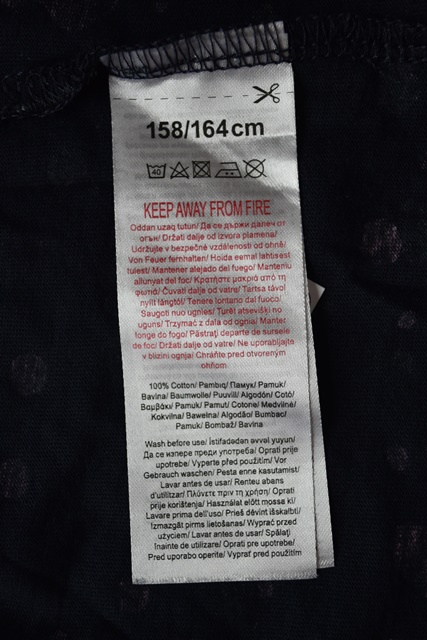 158/164cm
40
KEEP AWAY FROM FIRE
Oddan uzaq tutun/ Да се държи далеч от
огън/ Držati dalje od izvora plamena/
Udržujte v bezpečné vzdálenosti od ohně/
Von Feuer fernhalten/ Hoida eemal lahtisest
tulest/ Mantener alejado del fuego/ Manteniu
allunyat del foc/ Κρατήστε μακριά από τη
φωτιά/ Čuvati dalje od vatre/ Tartsa távol
nyílt lángtól/ Tenere lontano dal fuoco/
Saugoti nuo ugnies/ Turēt atsevišķi no
uguns/ Trzymać z dala od ognia/ Manter
longe do fogo/ Păstraţi departe de sursele
de foc/ Držati dalje od vatre/ Ne uporabljajte
v blizini ognja/ Chráňte pred otvoreným
ohňom
100% Cotton/ Pambıq/ Памук/ Pamuk/
Bavlna/ Baumwolle/ Puuvill/ Algodón/ Cotó/
Βαμβάκι/ Pamuk/ Pamut/ Cotone/ Medvilnė/
Kokvilna/ Bawełna/ Algodão/ Bumbac/
Pamuk/ Bombaž/ Bavlna
Wash before use/ İstifadədən əvvəl yuyun/
Да се изпере преди употреба/ Oprati prije
upotrebe/ Vyperte před použitím/ Vor
Gebrauch waschen/ Pesta enne kasutamist/
Lavar antes de usar/ Renteu abans
d'utilitzar/ Πλύνετε πριν τη χρήση/ Oprati
prije korištenja/ Használat előtt mossa ki/
Lavare prima dell'uso/ Prieš dėvint išskalbti/
Izmazgāt pirms lietošanas/ Wyprać przed
użyciem/ Lavar antes de usar/ Spălaţi
înainte de utilizare/ Oprati pre upotrebe/
Pred uporabo operite/ Vyprať pred použitím